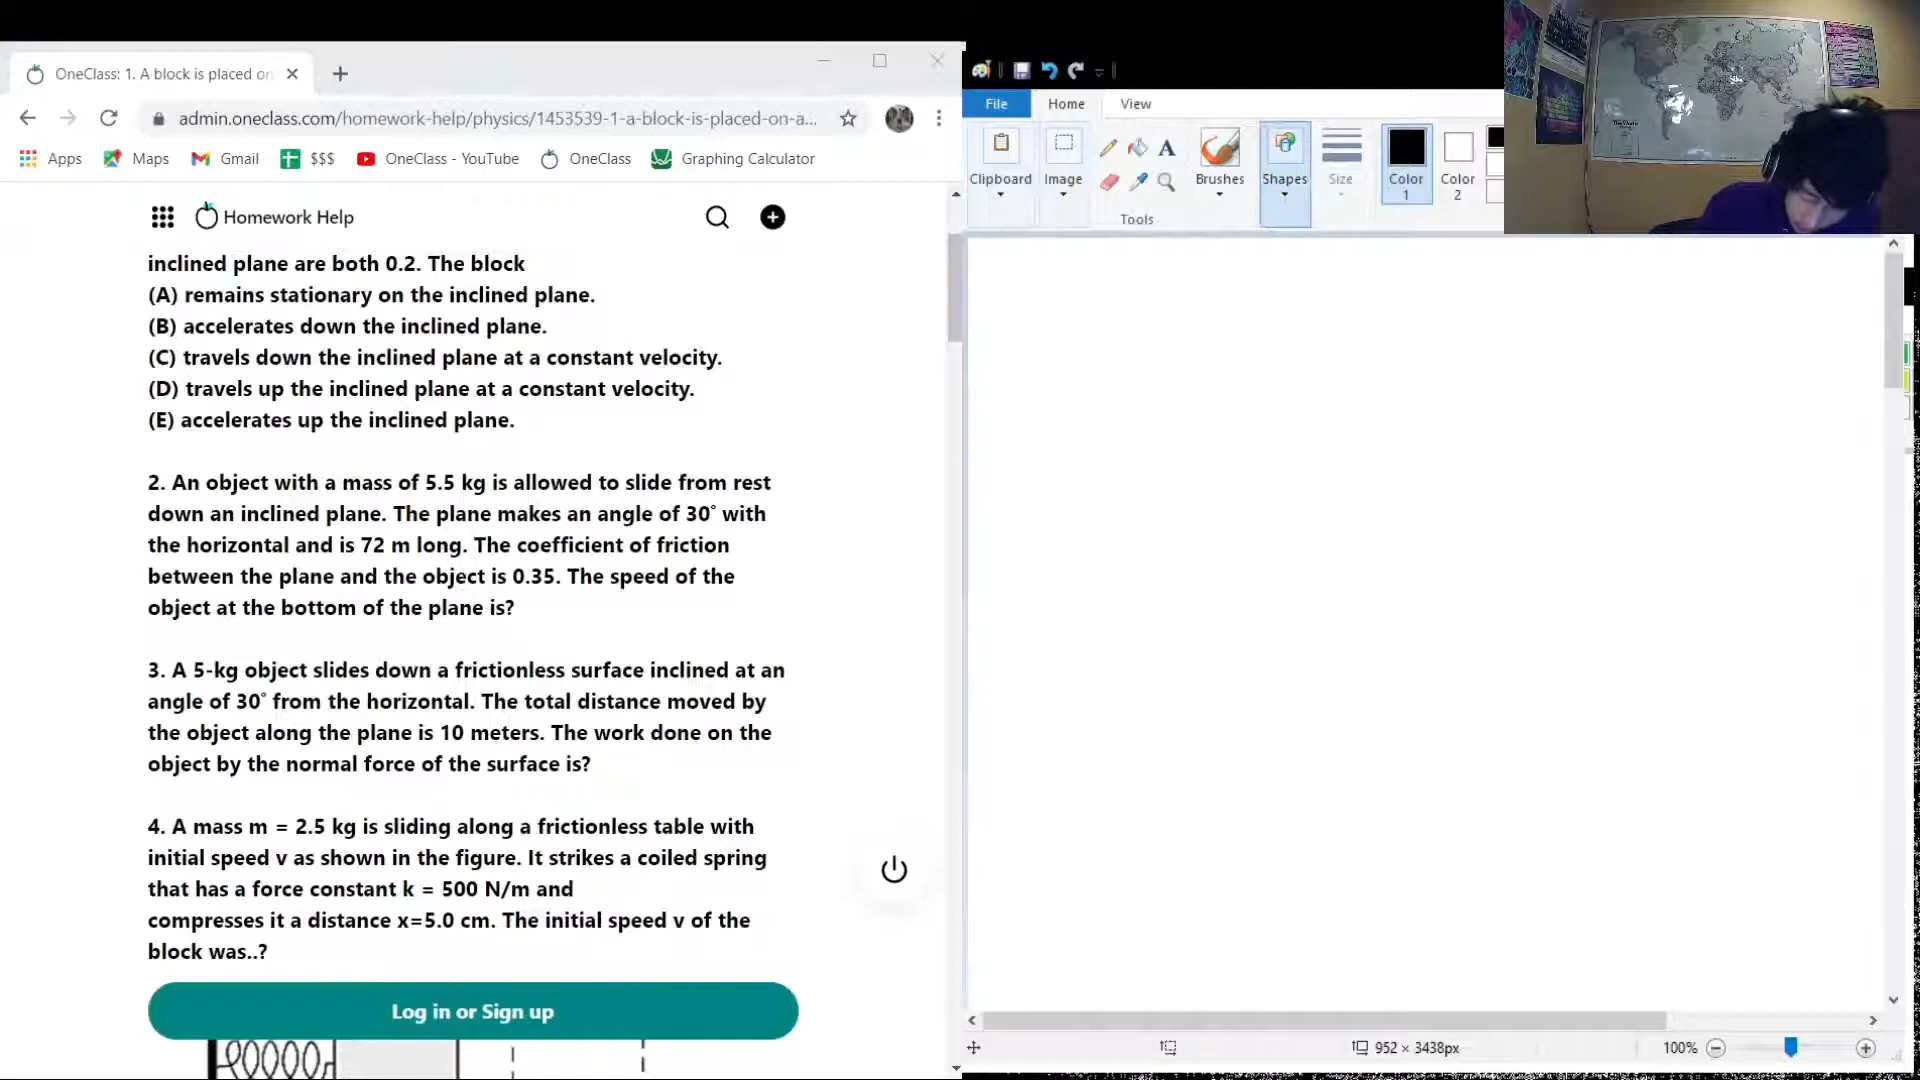 OneClass: 1. A block is placed on
admin.oneclass.com/homework-help/physics/1453539-1-a-block-is-placed-on-a...
Apps
Maps
Gmail
$$$
OneClass - YouTube
OneClass
Graphing Calculator
Homework Help
inclined plane are both 0.2. The block
(A) remains stationary on the inclined plane.
(B) accelerates down the inclined plane.
(C) travels down the inclined plane at a constant velocity.
(D) travels up the inclined plane at a constant velocity.
(E) accelerates up the inclined plane.
2. An object with a mass of 5.5 kg is allowed to slide from rest
down an inclined plane. The plane makes an angle of 30˚ with
the horizontal and is 72 m long. The coefficient of friction
between the plane and the object is 0.35. The speed of the
object at the bottom of the plane is?
3. A 5-kg object slides down a frictionless surface inclined at an
angle of 30˚ from the horizontal. The total distance moved by
the object along the plane is 10 meters. The work done on the
object by the normal force of the surface is?
4. A mass m = 2.5 kg is sliding along a frictionless table with
initial speed v as shown in the figure. It strikes a coiled spring
that has a force constant k = 500 N/m and
compresses it a distance x=5.0 cm. The initial speed v of the
block was..?
Log in or Sign up
File
Home
View
Clipboard
Image
Tools
Brushes
Shapes
Size
Color
1
Color
2
952 × 3438px
100%